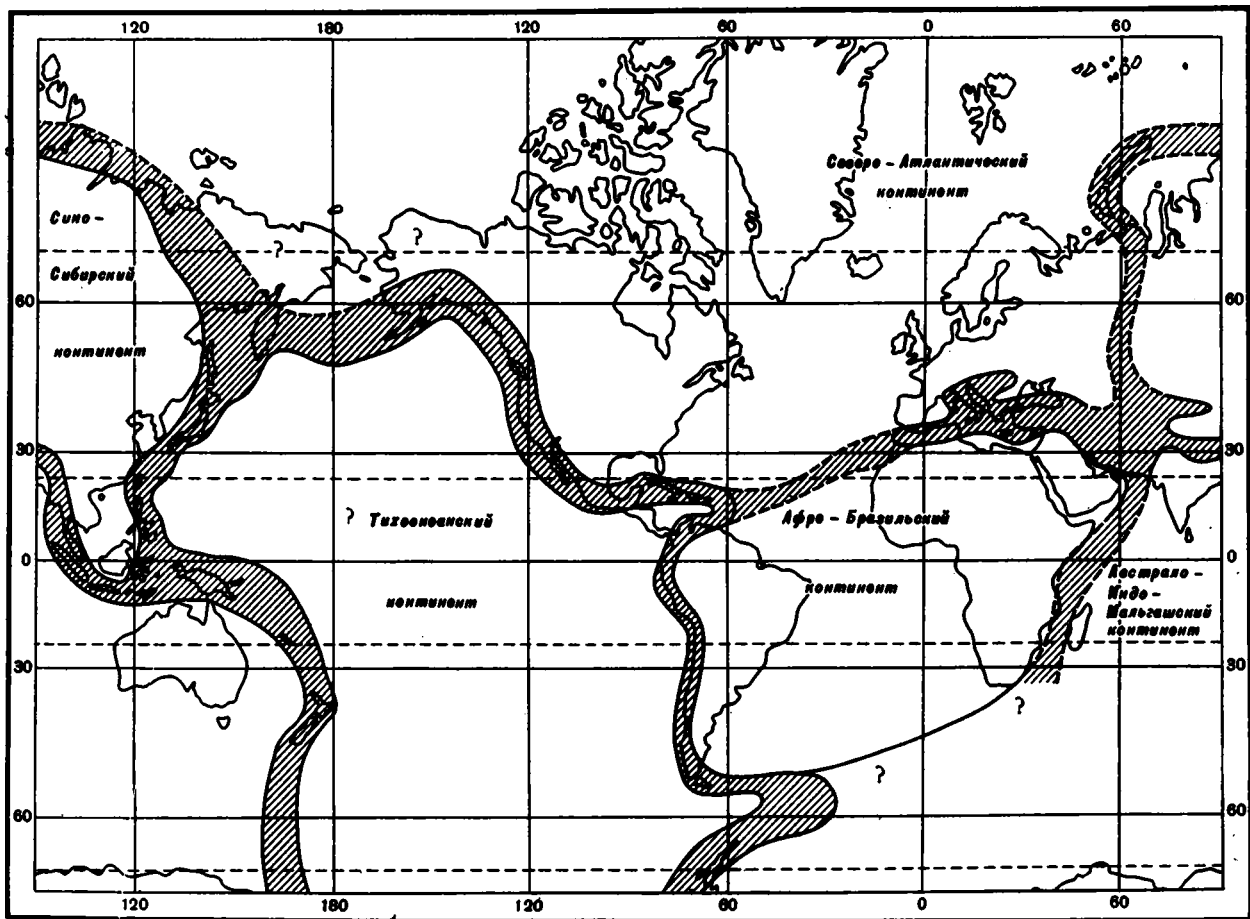 120 180 120 60 0 60
Северо – Атлантический
континент
Сино –
?
?
Сибирский
60 60
континент
30 30
? Тихоокеанский
Афро – Бразильский
0 0
континент
континент
Австрало –
Индо –
Мальгашский
континент
30 30
?
?
60 60
120 180 120 60 0 60